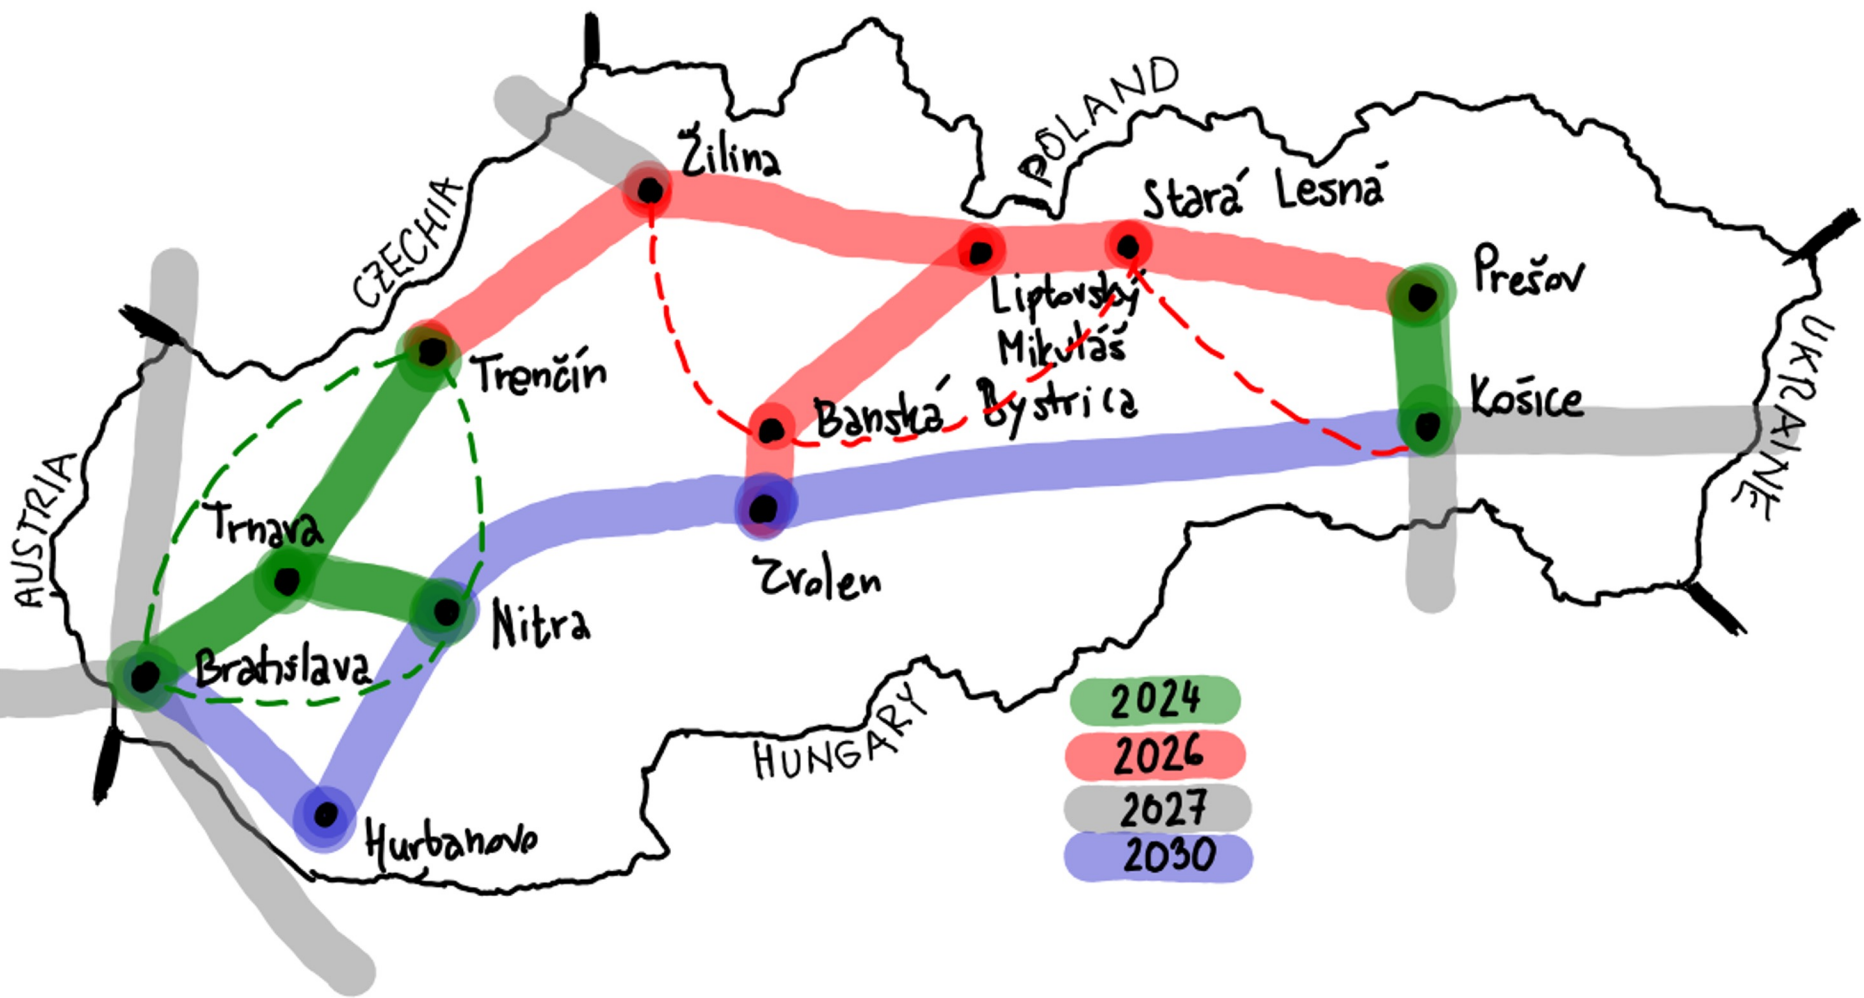 POLAND
Žilina
Stará Lesná
CZECHIA
Prešov
Liptovský
Mikuláš
UKRAINE
Trenčín
Banská Bystrica
Košice
AUSTRIA
Trnava
Zvolen
Nitra
Bratislava
2024
HUNGARY
2026
2027
Hurbanovo
2030